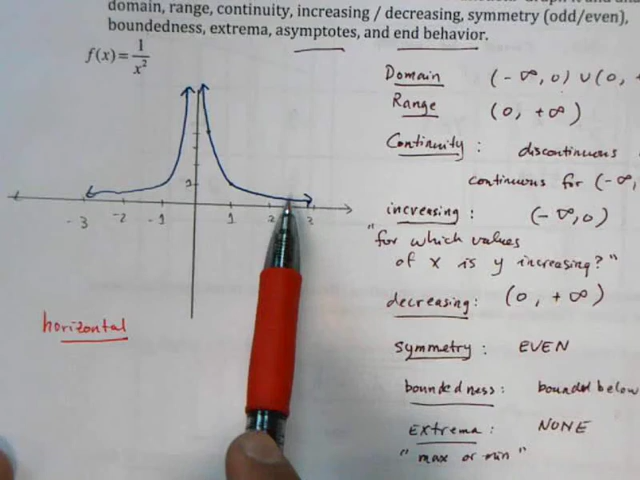 domain, range, continuity, increasing / decreasing, symmetry (odd/even),
boundedness, extrema, asymptotes, and end behavior.
f(x)=1/x²
Domain (-∞,0) ∪ (0, +
Range (0, +∞)
Continuity : discontinuous
continuous for (-∞,
increasing : (-∞,0)
"for which values
of x is y increasing?"
decreasing: (0, +∞)
symmetry : EVEN
boundedness: bounded below
Extrema : NONE
"max or min"
-3 -2 -1 1 2 3
horizontal